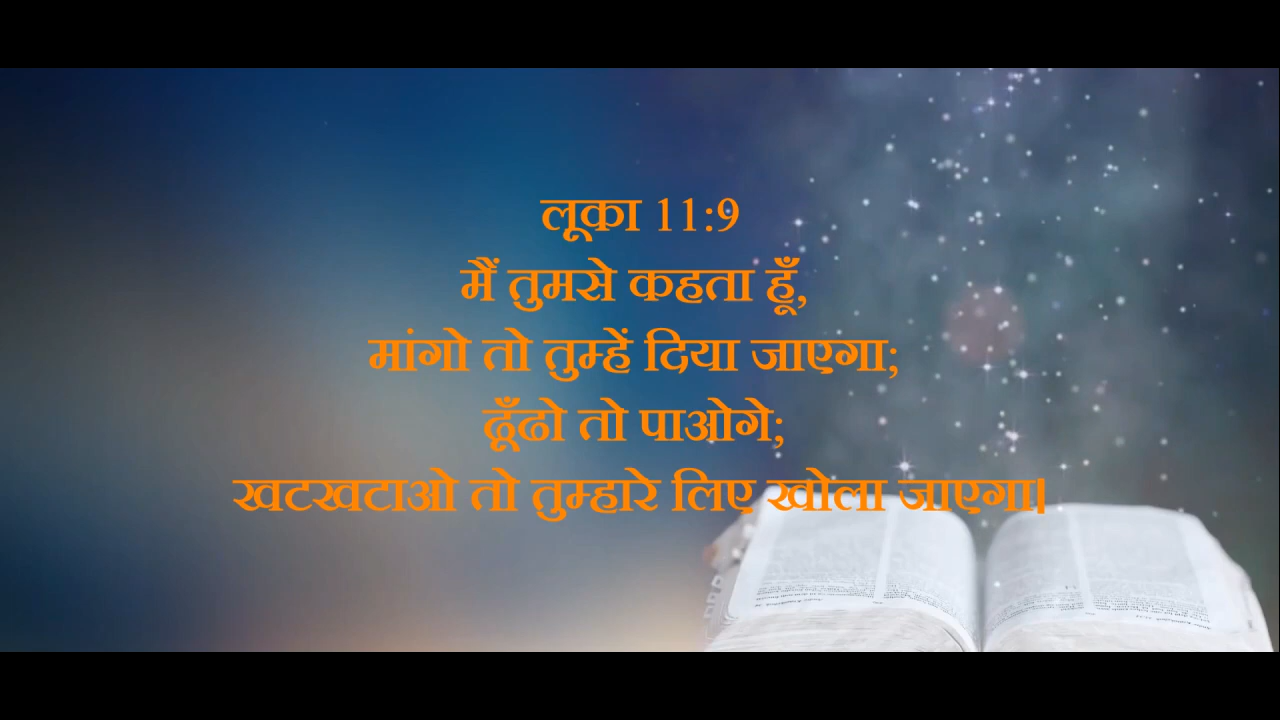 लूका 11:9
मैं तुमसे कहता हूँ,
मांगो तो तुम्हें दिया जाएगा;
ढूँढो तो पाओगे;
खटखटाओ तो तुम्हारे लिए खोला जाएगा।